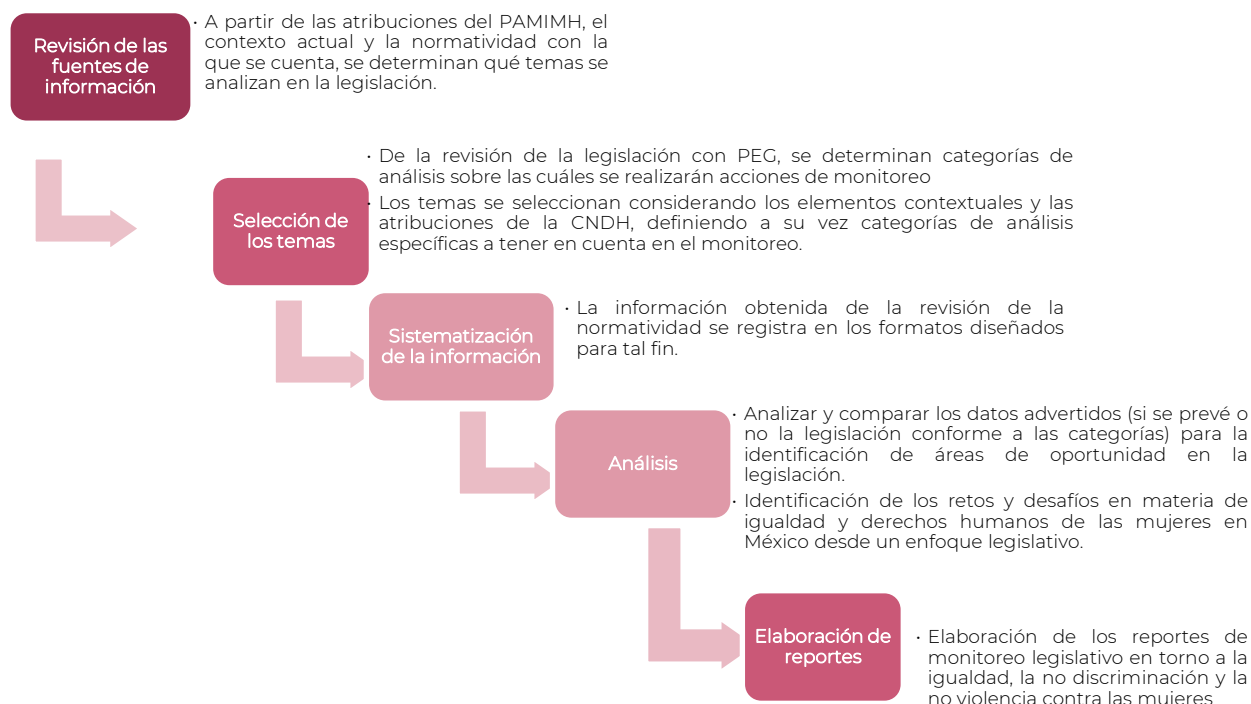 Revisión de las
fuentes de
información
· A partir de las atribuciones del PAMIMH, el
contexto actual y la normatividad con la
que se cuenta, se determinan qué temas se
analizan en la legislación.
Selección de
los temas
· De la revisión de la legislación con PEG, se determinan categorías de
análisis sobre las cuáles se realizarán acciones de monitoreo
· Los temas se seleccionan considerando los elementos contextuales y las
atribuciones de la CNDH, definiendo a su vez categorías de análisis
específicas a tener en cuenta en el monitoreo.
Sistematización
de la información
· La información obtenida de la revisión de la
normatividad se registra en los formatos diseñados
para tal fin.
Análisis
· Analizar y comparar los datos advertidos (si se prevé o
no la legislación conforme a las categorías) para la
identificación de áreas de oportunidad en la
legislación.
· Identificación de los retos y desafíos en materia de
igualdad y derechos humanos de las mujeres en
México desde un enfoque legislativo.
Elaboración de
reportes
· Elaboración de los reportes de
monitoreo legislativo en torno a la
igualdad, la no discriminación y la
no violencia contra las mujeres